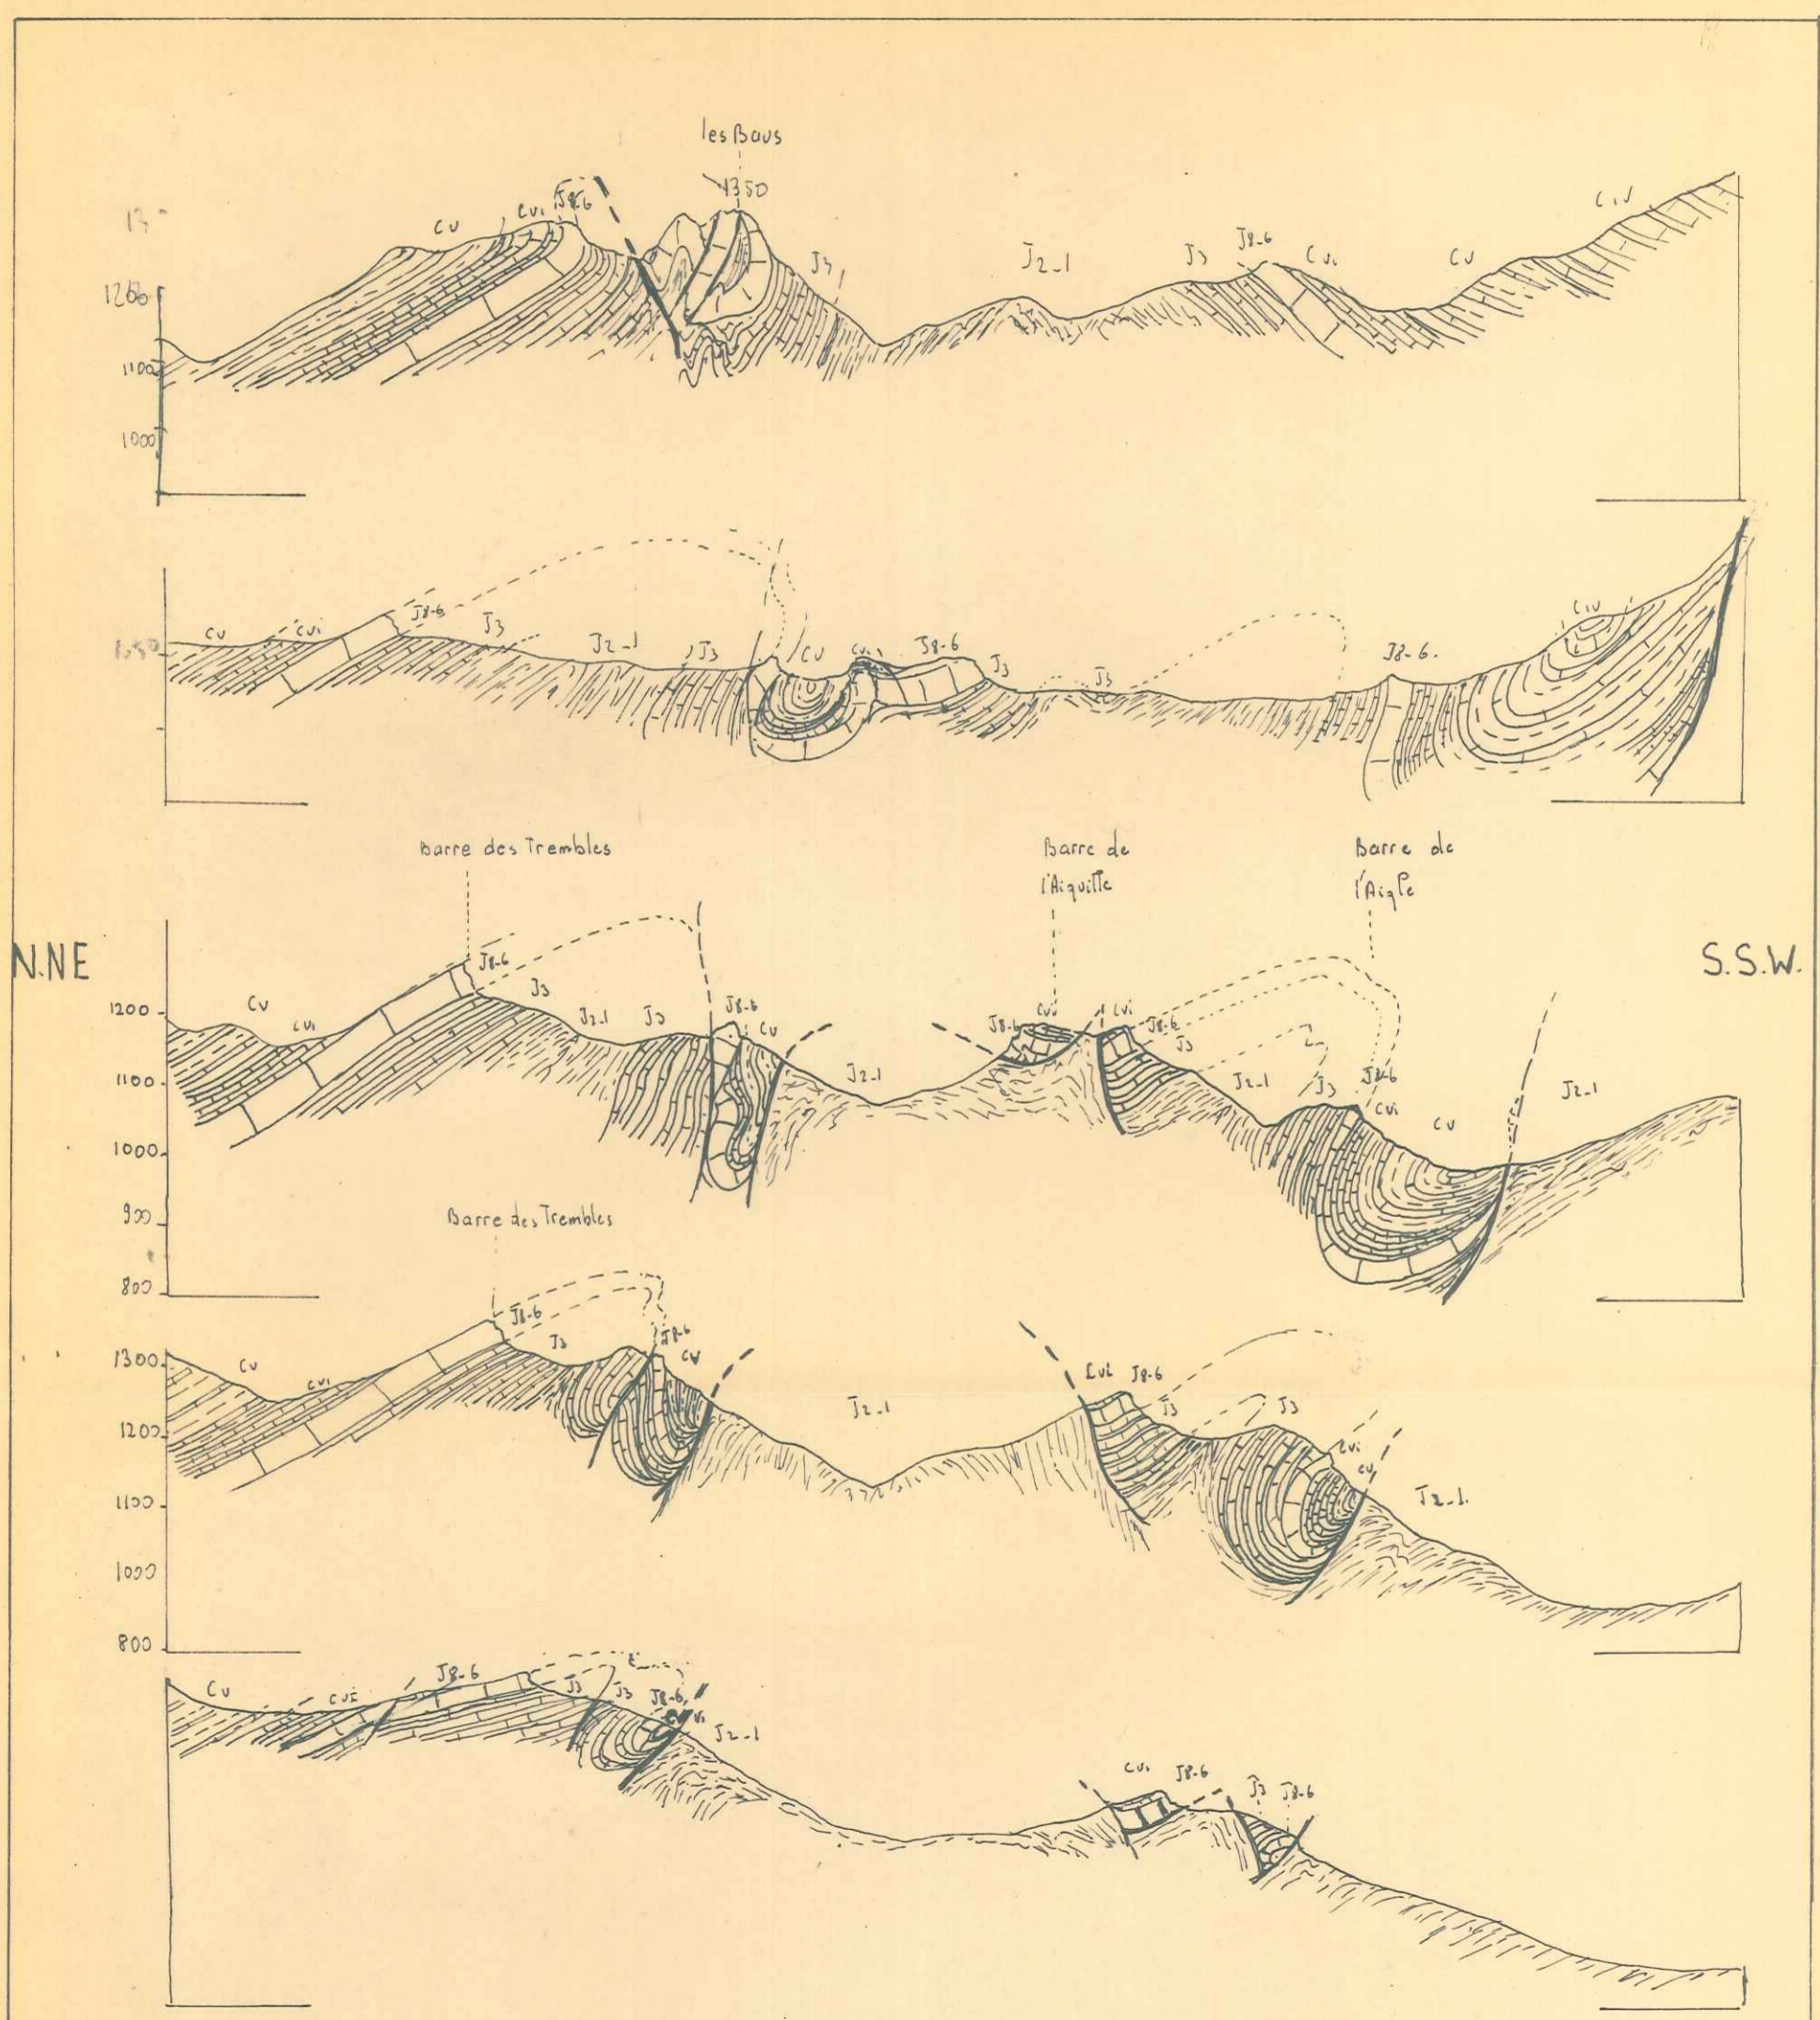 les Baus
1350
J8-6
CVi
CV
CiV
1200
J3
J2-1
J3
J8-6
CVi
CV
1100
1000
CV
CVi
J8-6
J3
J2-1
J3
CV
CVi
J8-6
J3
J3
J8-6.
CiV
Barre des Trembles
Barre de
l'Aiguille
Barre de
l'Aigle
N.NE
S.S.W.
1200
CV
CVi
J8-6
J3
J2-1
J3
J8-6
CV
J2-1
J8-6
CVi
CVi
J8-6
J3
J2-1
J3
J8-6
CVi
CV
J2-1
1100
1000
900
800
Barre des Trembles
1300
CV
CVi
J8-6
J3
J8-6
CV
J2-1
CVi
J8-6
J3
J3
CVi
CV
J2-1.
1200
1100
1000
800
CV
CVI
J8-6
J3
J3
J8-6
J2-1
CVi
J8-6
J3
J8-6